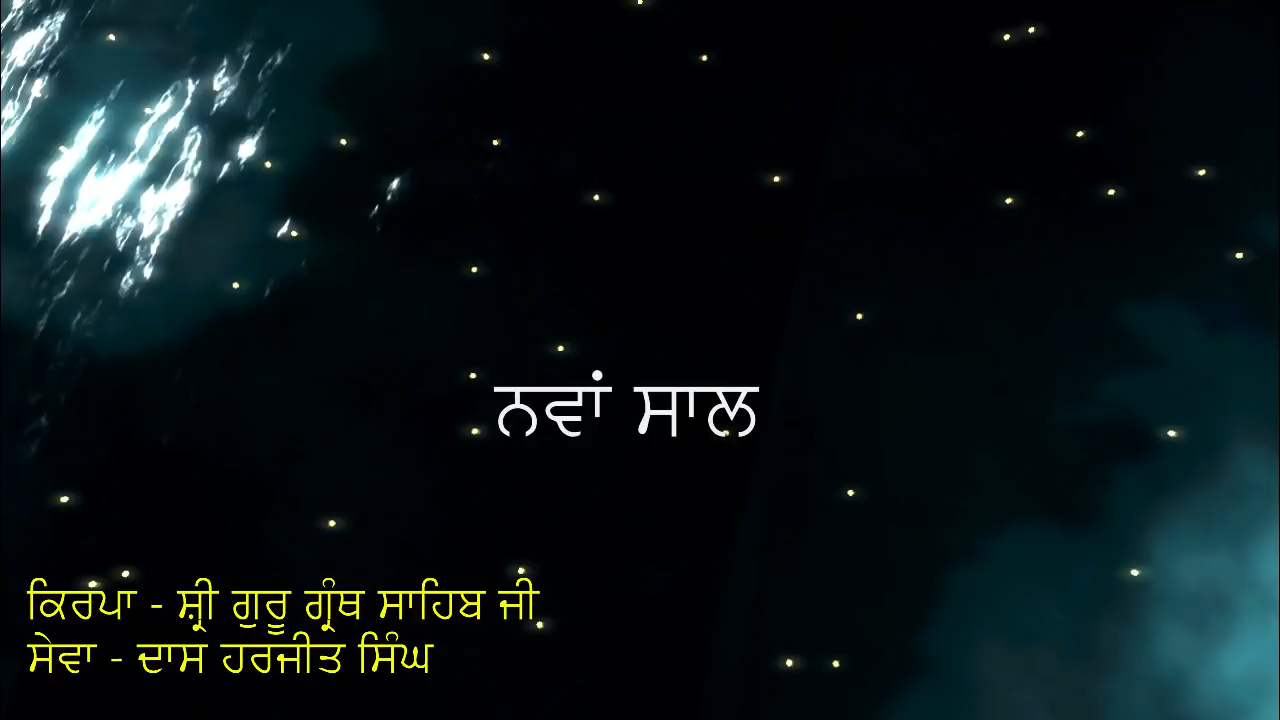 ਨਵਾਂ ਸਾਲ
ਕਿਰਪਾ - ਸ਼੍ਰੀ ਗੁਰੂ ਗ੍ਰੰਥ ਸਾਹਿਬ ਜੀ
ਸੇਵਾ - ਦਾਸ ਹਰਜੀਤ ਸਿੰਘ